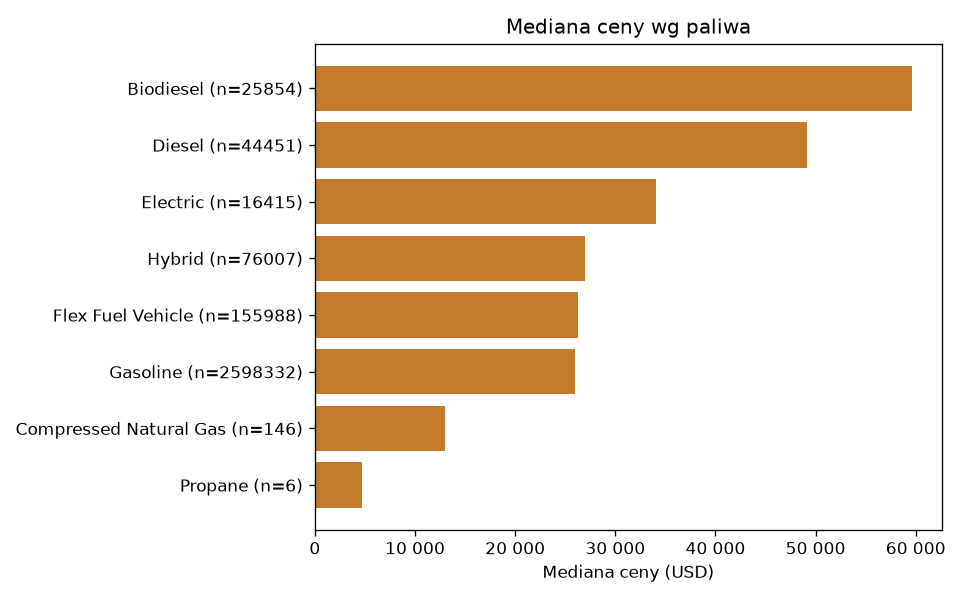 Mediana ceny wg paliwa
Biodiesel (n=25854)
Diesel (n=44451)
Electric (n=16415)
Hybrid (n=76007)
Flex Fuel Vehicle (n=155988)
Gasoline (n=2598332)
Compressed Natural Gas (n=146)
Propane (n=6)
0 10 000 20 000 30 000 40 000 50 000 60 000
Mediana ceny (USD)